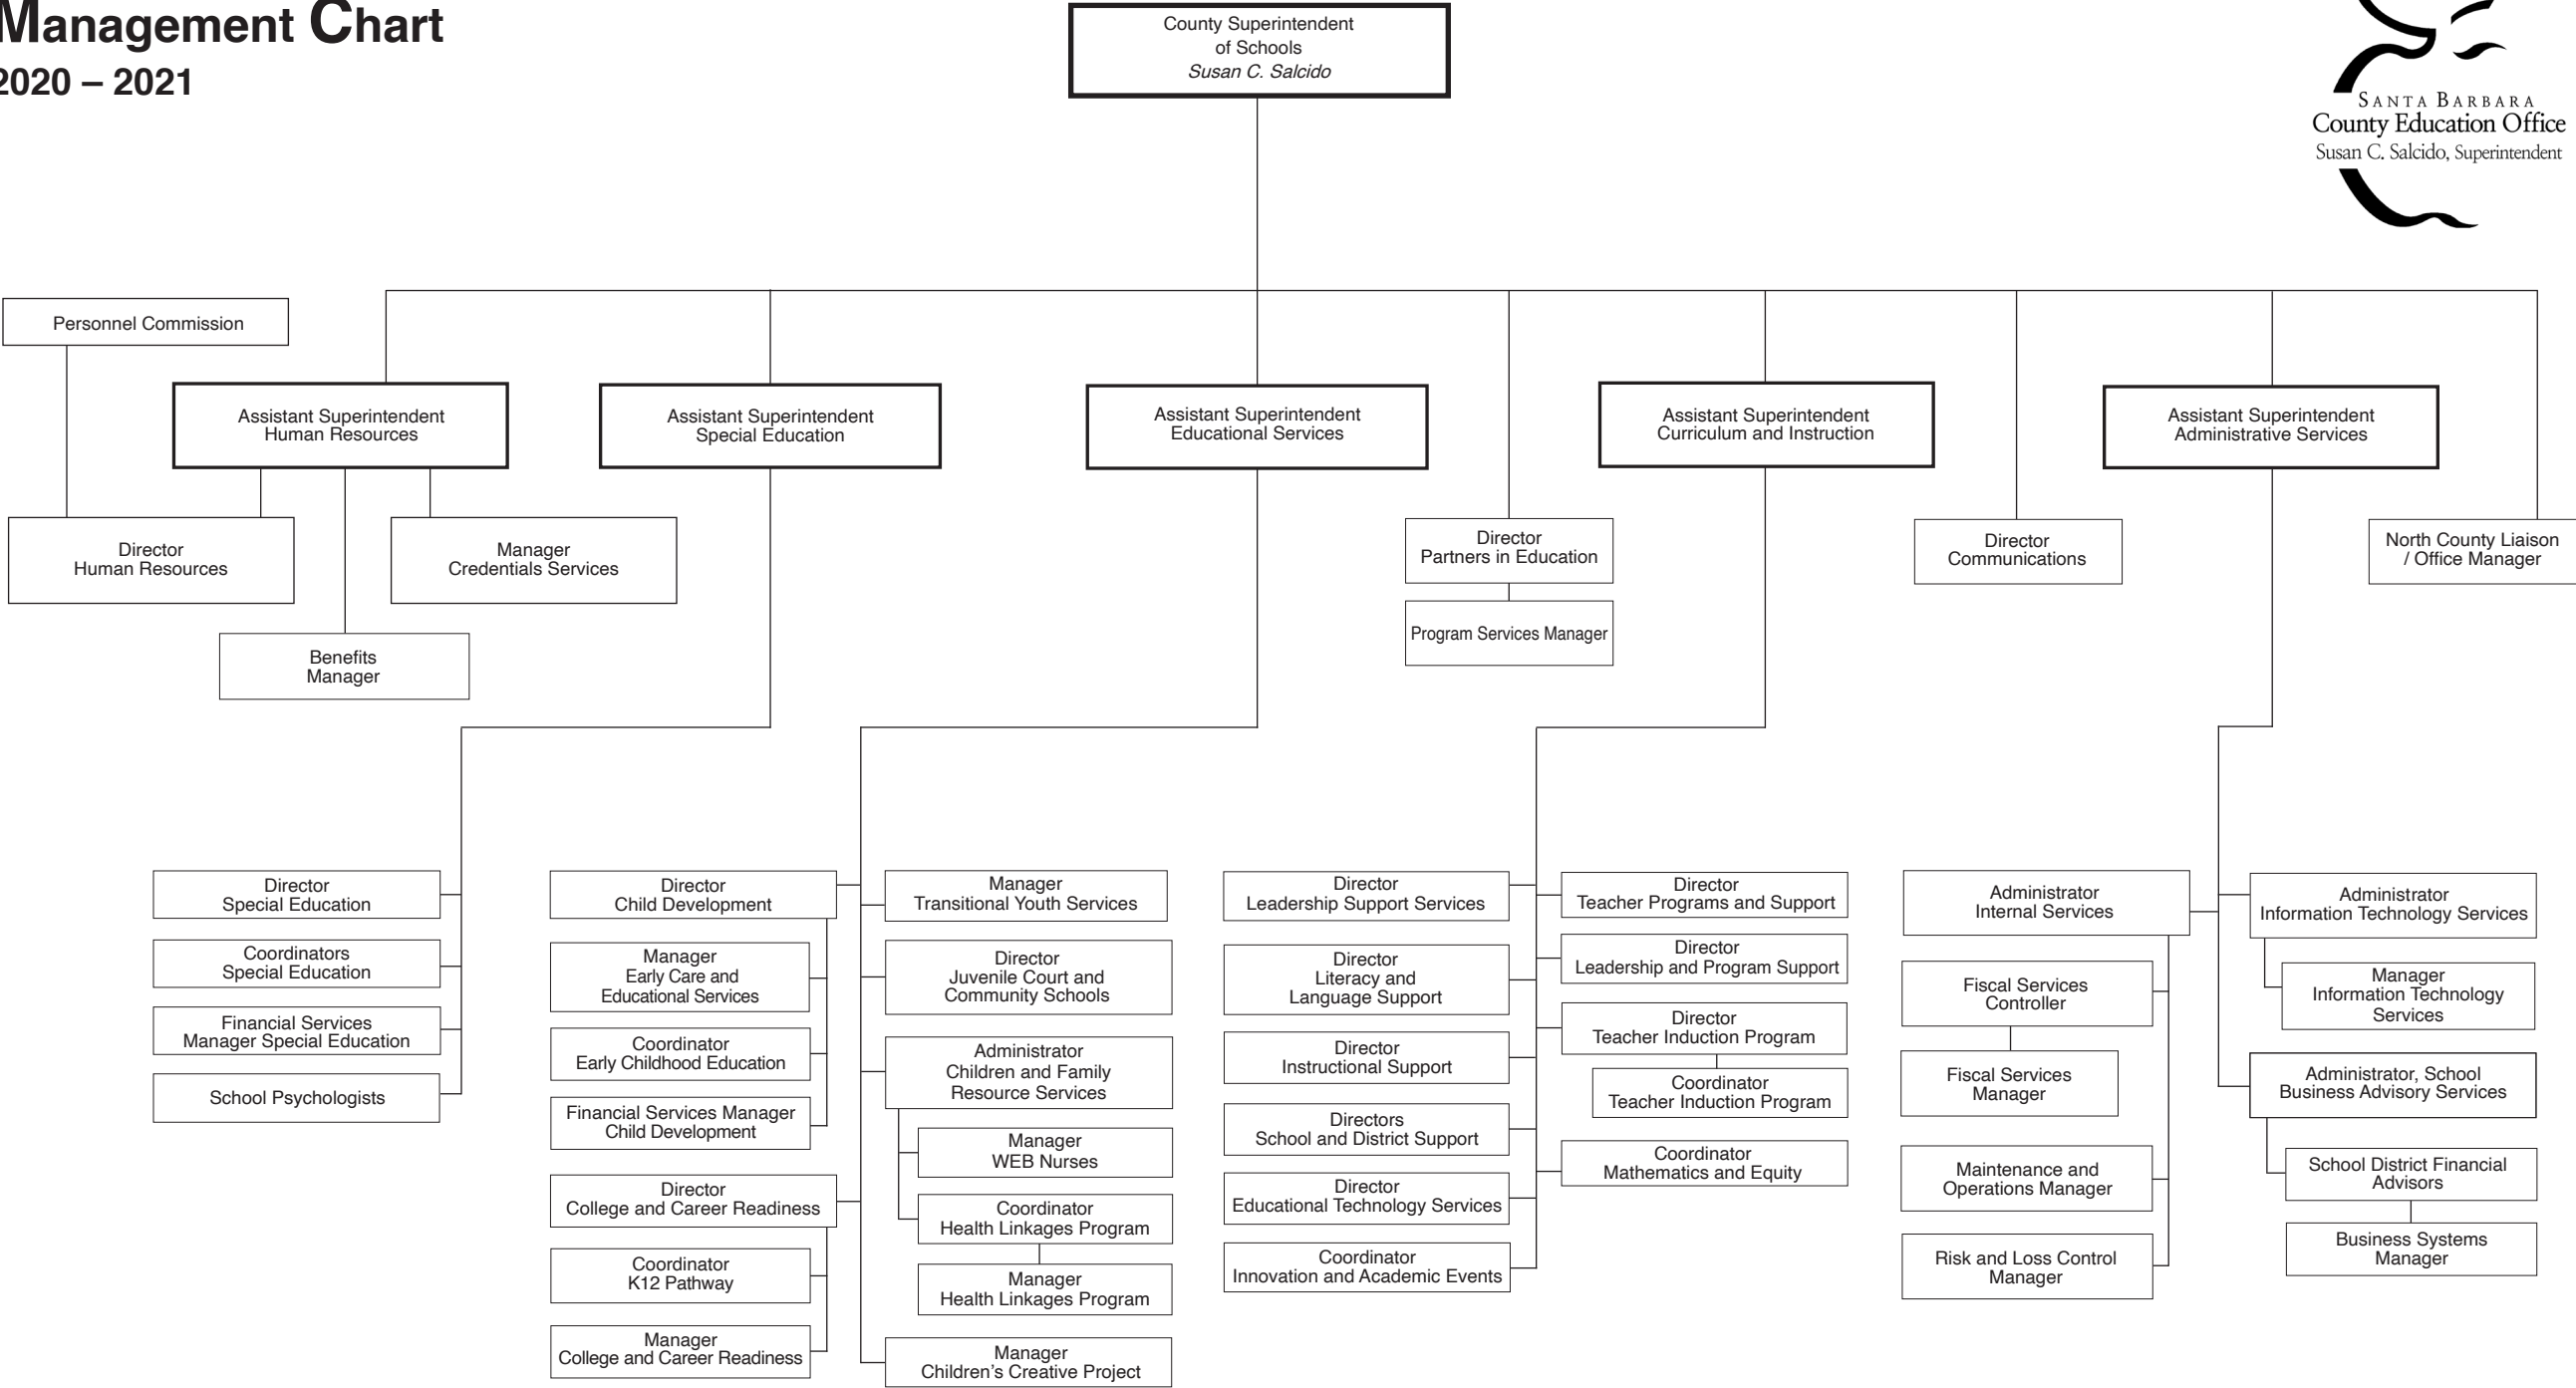 Management Chart
2020 – 2021
County Superintendent
of Schools
Susan C. Salcido
SANTA BARBARA
County Education Office
Susan C. Salcido, Superintendent
Personnel Commission
Assistant Superintendent
Human Resources
Assistant Superintendent
Special Education
Assistant Superintendent
Educational Services
Assistant Superintendent
Curriculum and Instruction
Assistant Superintendent
Administrative Services
Director
Human Resources
Manager
Credentials Services
Benefits
Manager
Director
Partners in Education
Program Services Manager
Director
Communications
North County Liaison
/ Office Manager
Director
Special Education
Coordinators
Special Education
Financial Services
Manager Special Education
School Psychologists
Director
Child Development
Manager
Early Care and
Educational Services
Coordinator
Early Childhood Education
Financial Services Manager
Child Development
Director
College and Career Readiness
Coordinator
K12 Pathway
Manager
College and Career Readiness
Manager
Transitional Youth Services
Director
Juvenile Court and
Community Schools
Administrator
Children and Family
Resource Services
Manager
WEB Nurses
Coordinator
Health Linkages Program
Manager
Health Linkages Program
Manager
Children’s Creative Project
Director
Leadership Support Services
Director
Literacy and
Language Support
Director
Instructional Support
Directors
School and District Support
Director
Educational Technology Services
Coordinator
Innovation and Academic Events
Director
Teacher Programs and Support
Director
Leadership and Program Support
Director
Teacher Induction Program
Coordinator
Teacher Induction Program
Coordinator
Mathematics and Equity
Administrator
Internal Services
Fiscal Services
Controller
Fiscal Services
Manager
Maintenance and
Operations Manager
Risk and Loss Control
Manager
Administrator
Information Technology Services
Manager
Information Technology
Services
Administrator, School
Business Advisory Services
School District Financial
Advisors
Business Systems
Manager